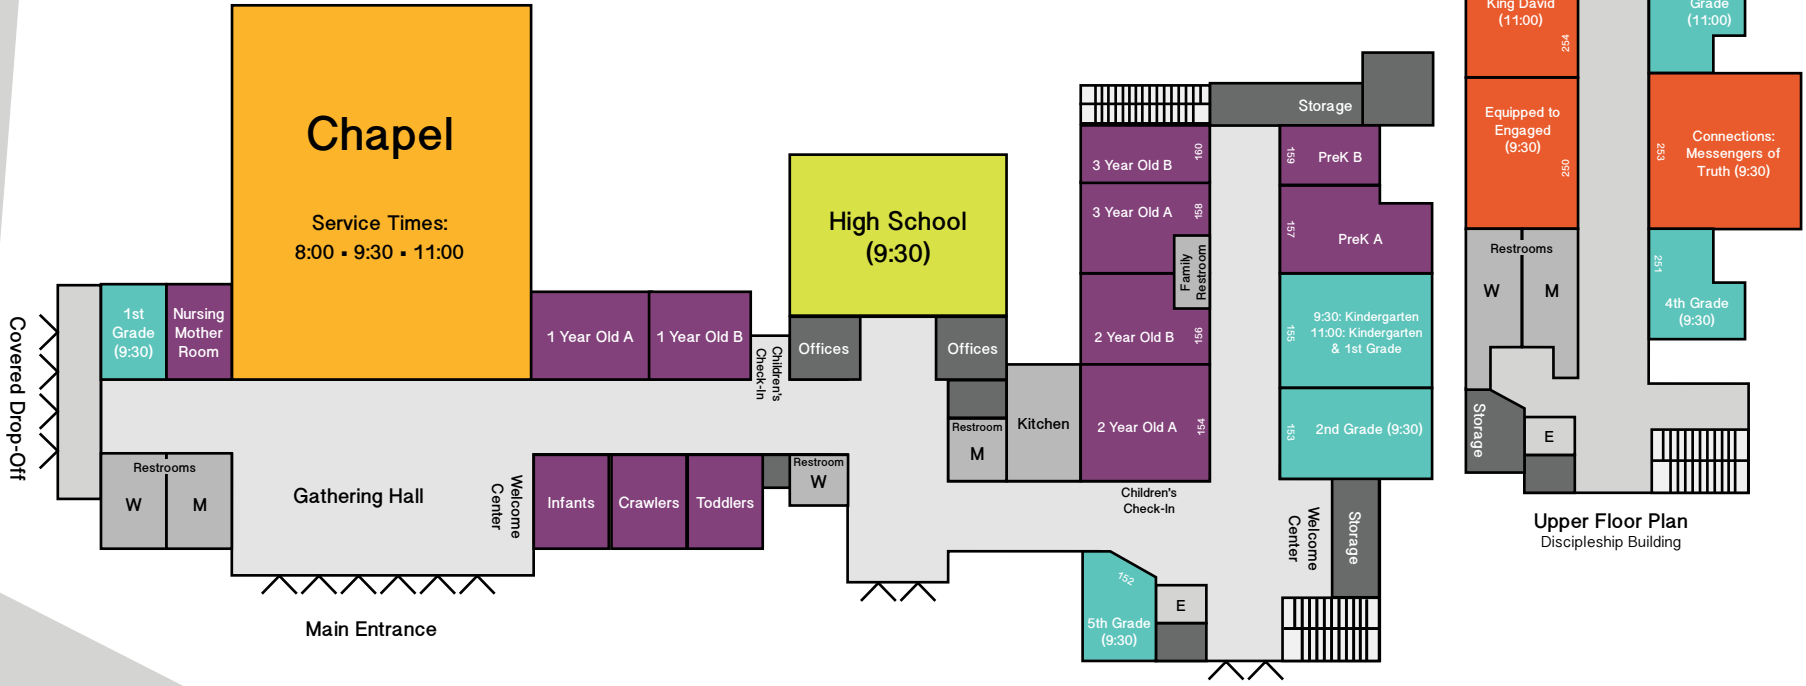 Chapel
Service Times:
8:00 ▪ 9:30 ▪ 11:00
High School
(9:30)
1st
Grade
(9:30)
Nursing
Mother
Room
1 Year Old A
1 Year Old B
Children's
Check-In
Offices
Offices
Covered Drop-Off
Restrooms
W
M
Gathering Hall
Welcome
Center
Infants
Crawlers
Toddlers
Restroom
W
Restroom
M
Kitchen
Main Entrance
Storage
3 Year Old B
160
3 Year Old A
158
Family
Restroom
2 Year Old B
156
2 Year Old A
154
159
PreK B
157
PreK A
155
9:30: Kindergarten
11:00: Kindergarten
& 1st Grade
153
2nd Grade (9:30)
Children's
Check-In
Welcome
Center
Storage
152
5th Grade
(9:30)
E
King David
(11:00)
254
Grade
(11:00)
Equipped to
Engaged
(9:30)
250
253
Connections:
Messengers of
Truth (9:30)
Restrooms
W
M
251
4th Grade
(9:30)
Storage
E
Upper Floor Plan
Discipleship Building